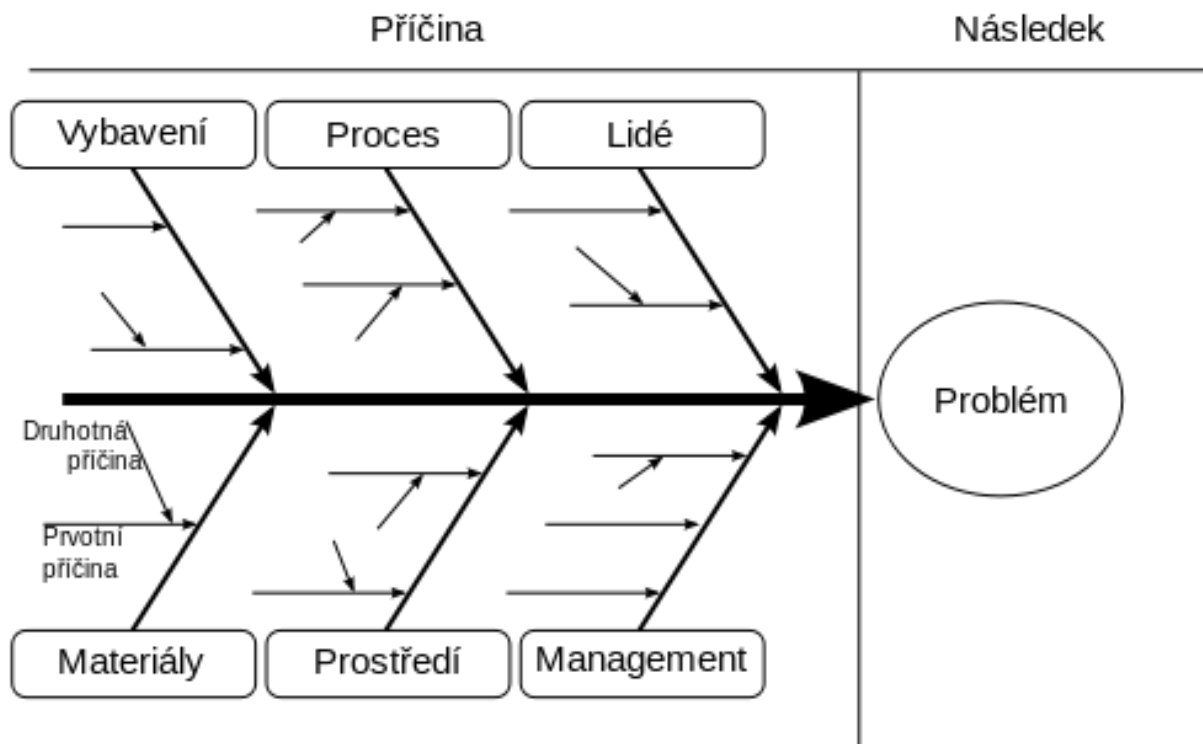 Příčina
Následek
Vybavení
Proces
Lidé
Problém
Druhotná
příčina
Prvotní
příčina
Materiály
Prostředí
Management